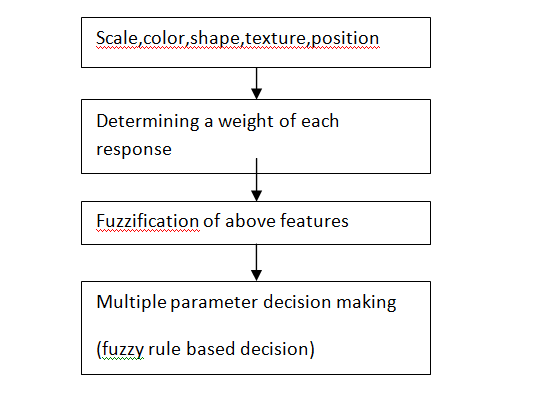 Scale,color,shape,texture,position
Determining a weight of each
response
Fuzzification of above features
Multiple parameter decision making
(fuzzy rule based decision)